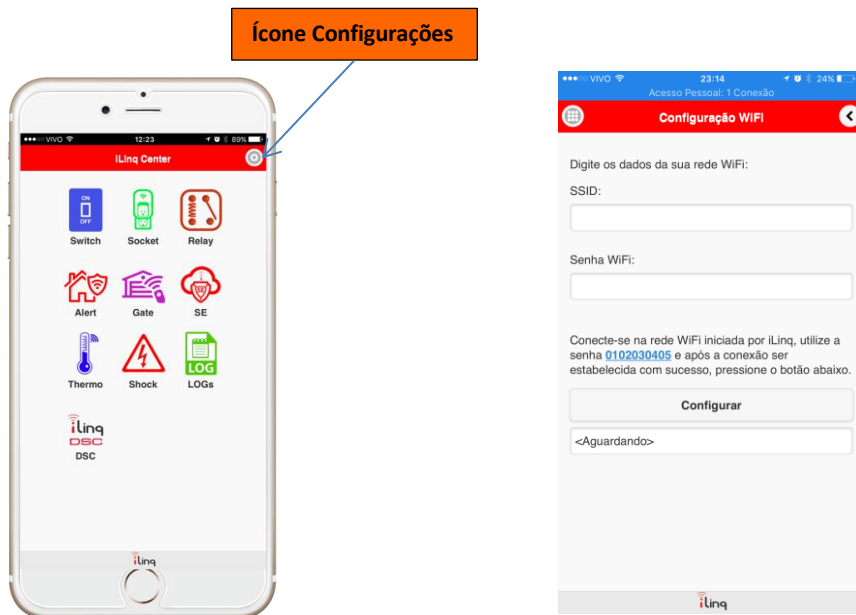 Ícone Configurações
VIVO 12:23 89%
iLinq Center
ON
OFF
Switch Socket Relay
SE
Alert Gate SE
LOG
Thermo Shock LOGs
iLinq
DSC
DSC
iLinq
VIVO 23:14 24%
Acesso Pessoal: 1 Conexão
Configuração WiFi
Digite os dados da sua rede WiFi:
SSID:
Senha WiFi:
Conecte-se na rede WiFi iniciada por iLinq, utilize a
senha 0102030405 e após a conexão ser
estabelecida com sucesso, pressione o botão abaixo.
Configurar
<Aguardando>
iLinq